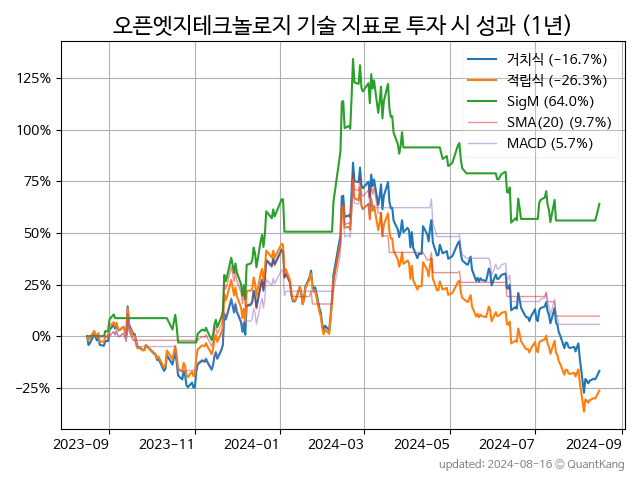 오픈엣지테크놀로지 기술 지표로 투자 시 성과 (1년)
거치식 (−16.7%)
적립식 (−26.3%)
SigM (64.0%)
SMA(20) (9.7%)
MACD (5.7%)
125%
100%
75%
50%
25%
0%
−25%
2023−09 2023−11 2024−01 2024−03 2024−05 2024−07 2024−09
updated: 2024−08−16 © QuantKang